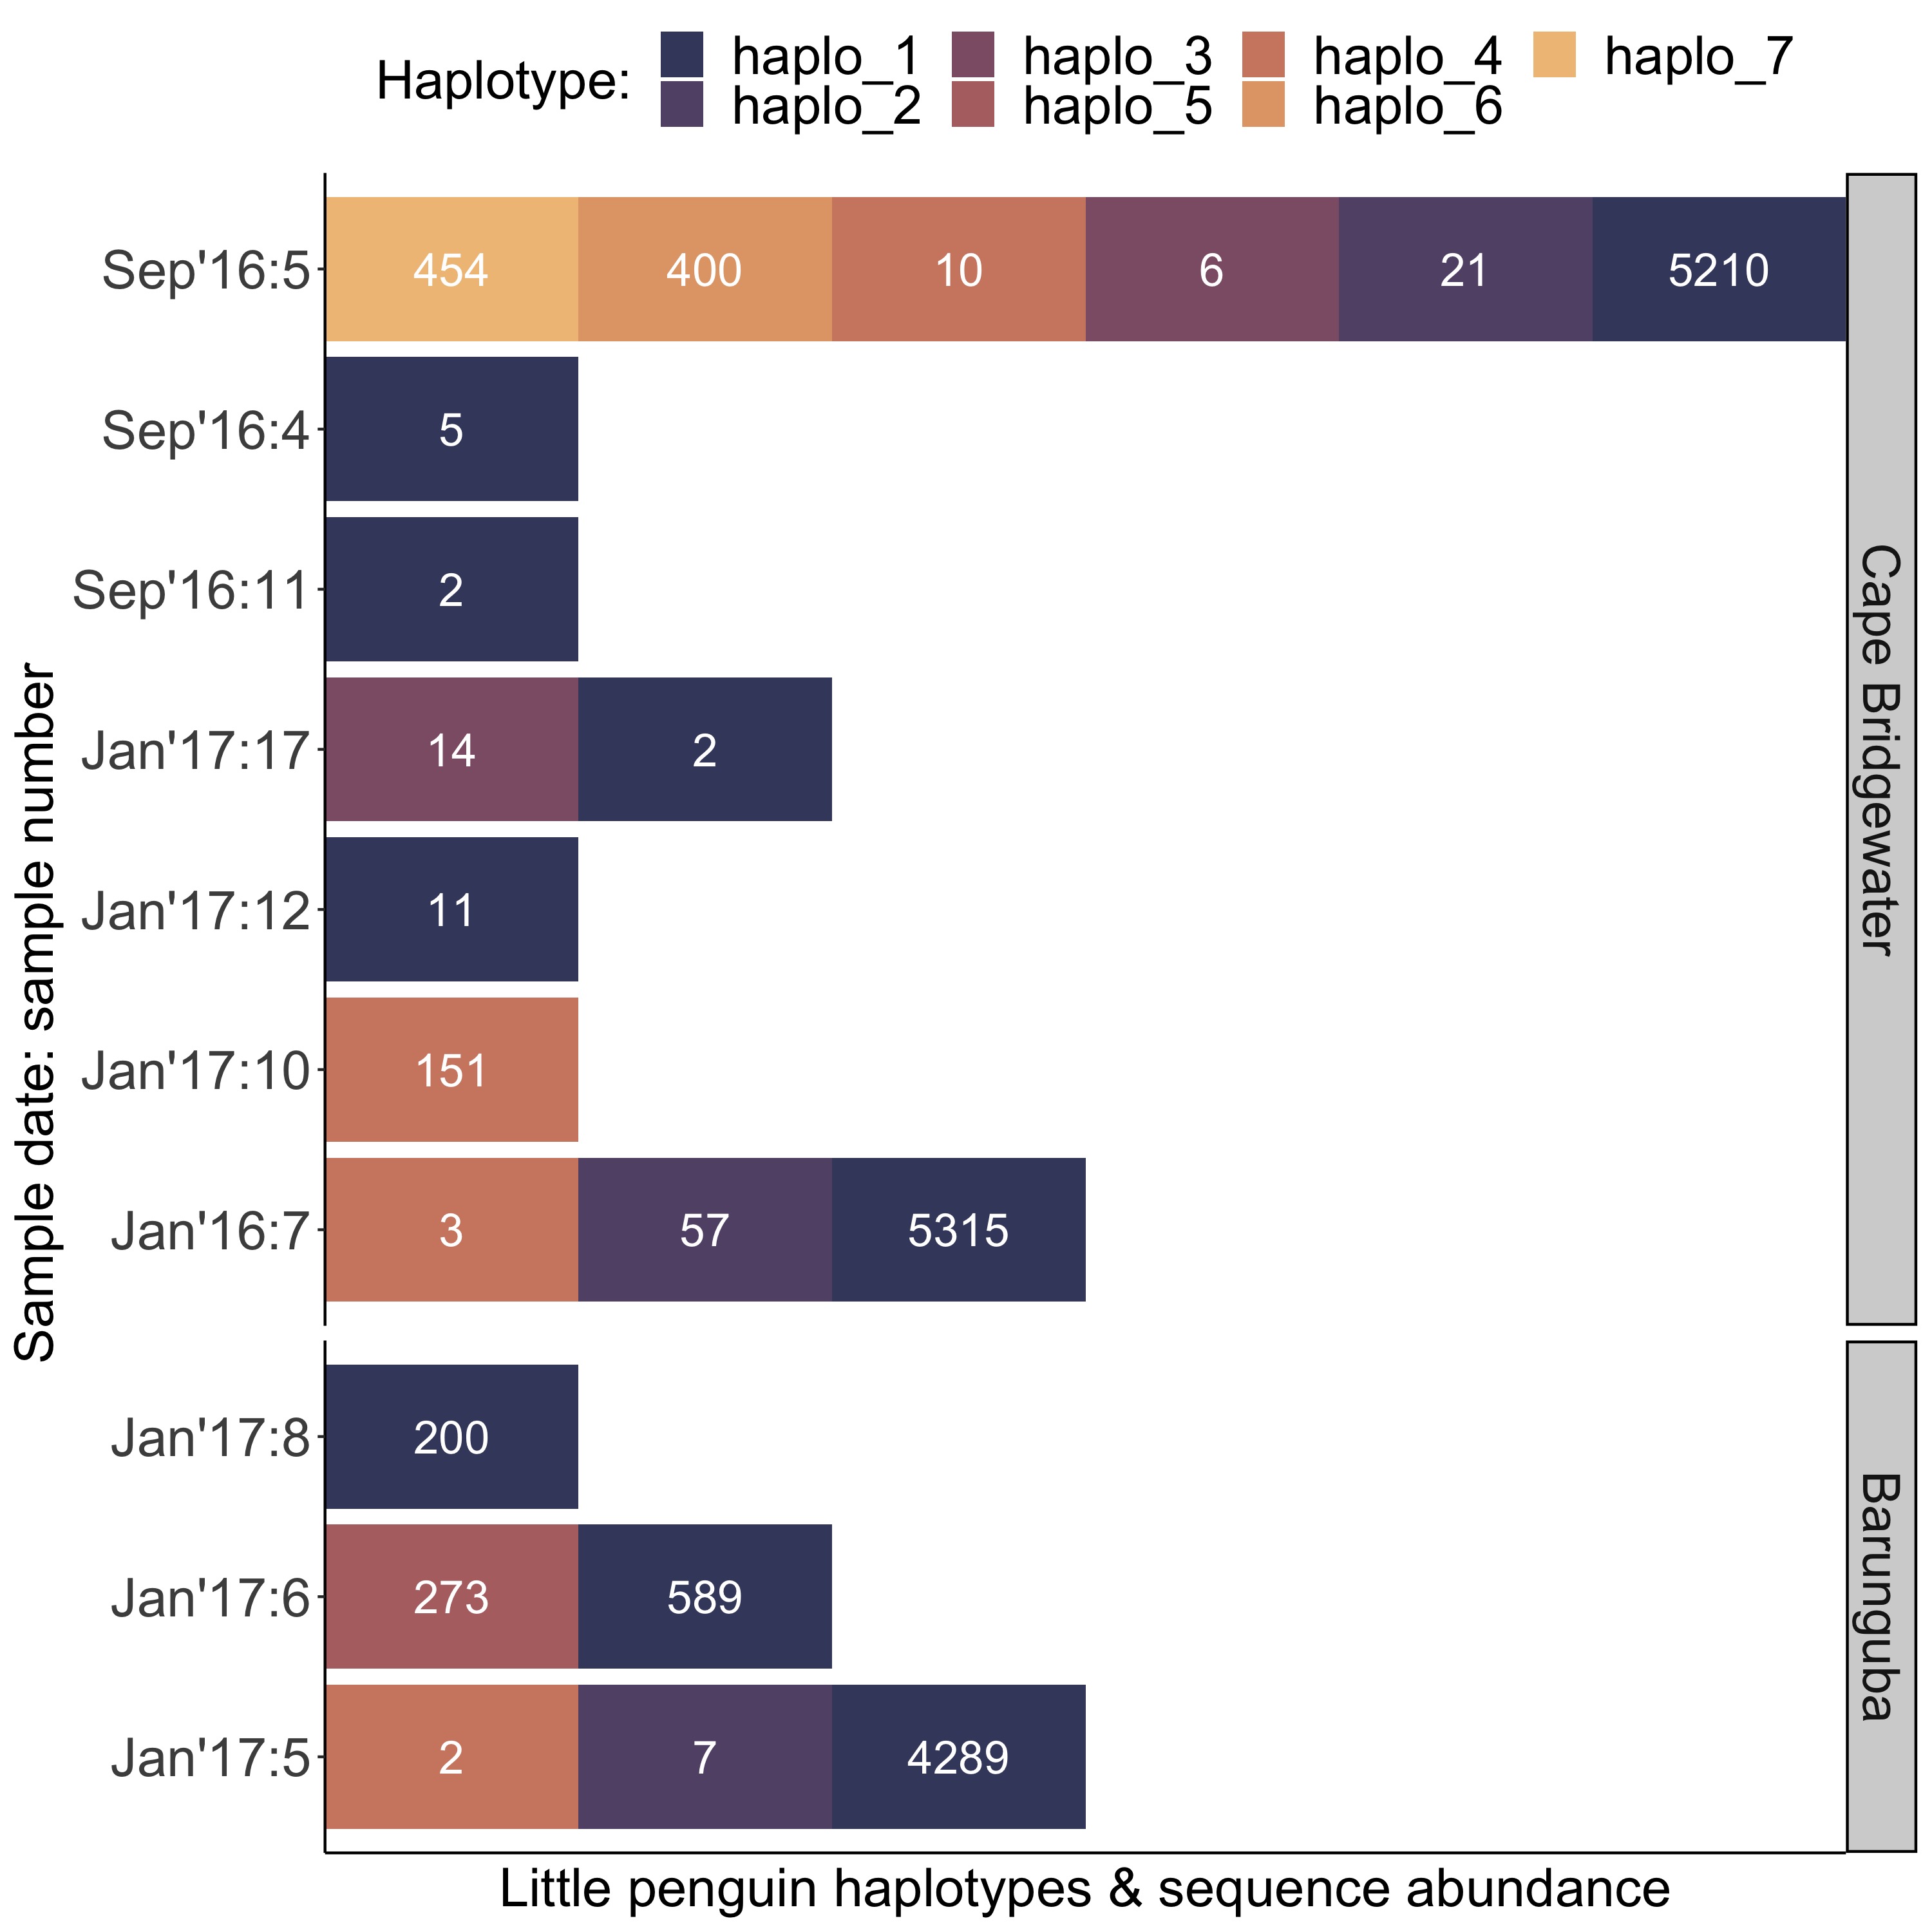 Haplotype:
haplo_1 haplo_3 haplo_4 haplo_7
haplo_2 haplo_5 haplo_6
Sample date: sample number
Cape Bridgewater
Sep'16:5 454 400 10 6 21 5210
Sep'16:4 5
Sep'16:11 2
Jan'17:17 14 2
Jan'17:12 11
Jan'17:10 151
Jan'16:7 3 57 5315
Barunguba
Jan'17:8 200
Jan'17:6 273 589
Jan'17:5 2 7 4289
Little penguin haplotypes & sequence abundance